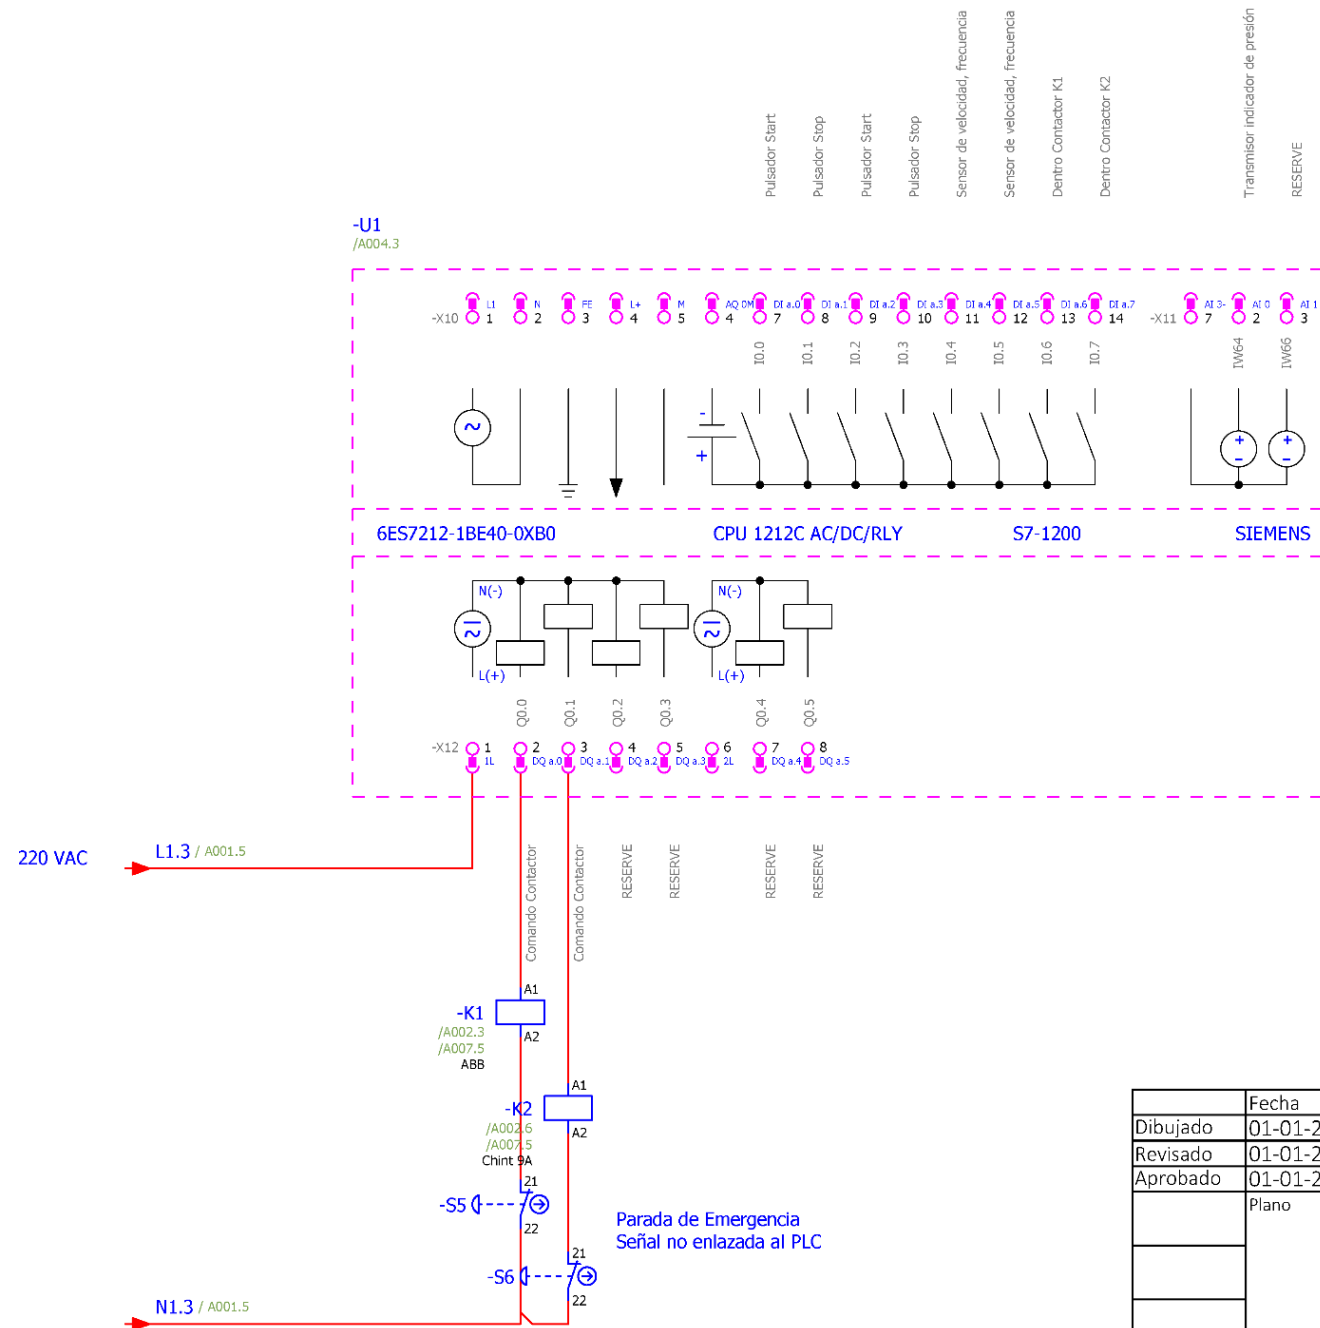 Pulsador Start
Pulsador Stop
Pulsador Start
Pulsador Stop
Sensor de velocidad, frecuencia
Sensor de velocidad, frecuencia
Dentro Contactor K1
Dentro Contactor K2
Transmisor indicador de presión
RESERVE
-U1
/A004.3
L1 N FE L+ M AQ 0M DI a.0 DI a.1 DI a.2 DI a.3 DI a.4 DI a.5 DI a.6 DI a.7 AI 3- AI 0 AI 1
-X10 1 2 3 4 5 4 7 8 9 10 11 12 13 14 -X11 7 2 3
I0.0 I0.1 I0.2 I0.3 I0.4 I0.5 I0.6 I0.7 IW64 IW66
-
+
+
-
+
-
6ES7212-1BE40-0XB0 CPU 1212C AC/DC/RLY S7-1200 SIEMENS
N(-) N(-)
L(+) L(+)
Q0.0 Q0.1 Q0.2 Q0.3 Q0.4 Q0.5
-X12 1 2 3 4 5 6 7 8
1L DQ a.0 DQ a.1 DQ a.2 DQ a.3 2L DQ a.4 DQ a.5
220 VAC L1.3 / A001.5
Comando Contactor
Comando Contactor
RESERVE
RESERVE
RESERVE
RESERVE
A1
-K1
/A002.3
A2
/A007.5
ABB
A1
-K2
/A002.6
A2
/A007.5
Chint 9A
21
-S5
22
Parada de Emergencia
Señal no enlazada al PLC
21
-S6
22
N1.3 / A001.5
Fecha
Dibujado 01-01-2
Revisado 01-01-2
Aprobado 01-01-2
Plano